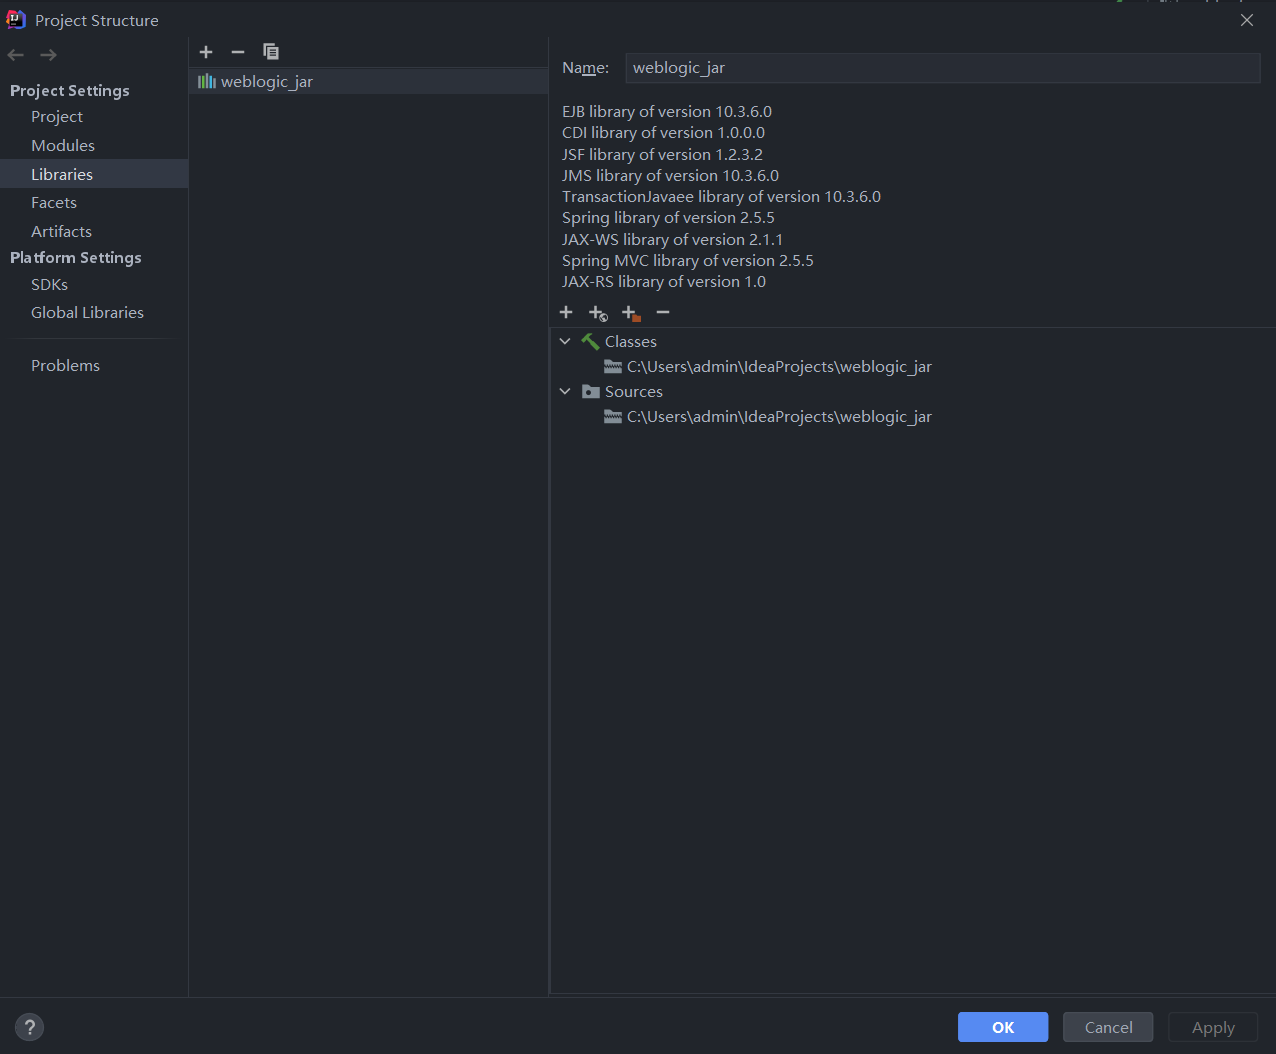 Project Structure
Project Settings
Project
Modules
Libraries
Facets
Artifacts
Platform Settings
SDKs
Global Libraries
Problems
weblogic_jar
Name: weblogic_jar
EJB library of version 10.3.6.0
CDI library of version 1.0.0.0
JSF library of version 1.2.3.2
JMS library of version 10.3.6.0
TransactionJavaee library of version 10.3.6.0
Spring library of version 2.5.5
JAX-WS library of version 2.1.1
Spring MVC library of version 2.5.5
JAX-RS library of version 1.0
Classes
C:\Users\admin\IdeaProjects\weblogic_jar
Sources
C:\Users\admin\IdeaProjects\weblogic_jar
?
OK
Cancel
Apply